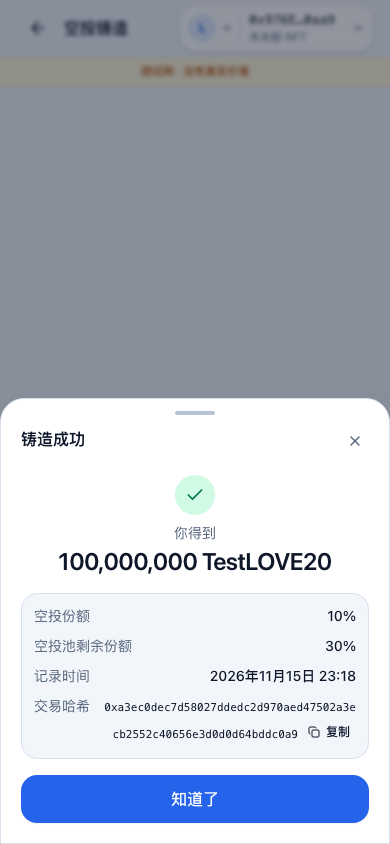 空投铸造
L
铸造成功
你得到
100,000,000 TestLOVE20
空投份额 10%
空投池剩余份额 30%
记录时间 2026年11月15日 23:18
交易哈希 0xa3ec0dec7d58027ddedc2d970aed47502a3e
cb2552c40656e3d0d0d64bddc0a9 复制
知道了